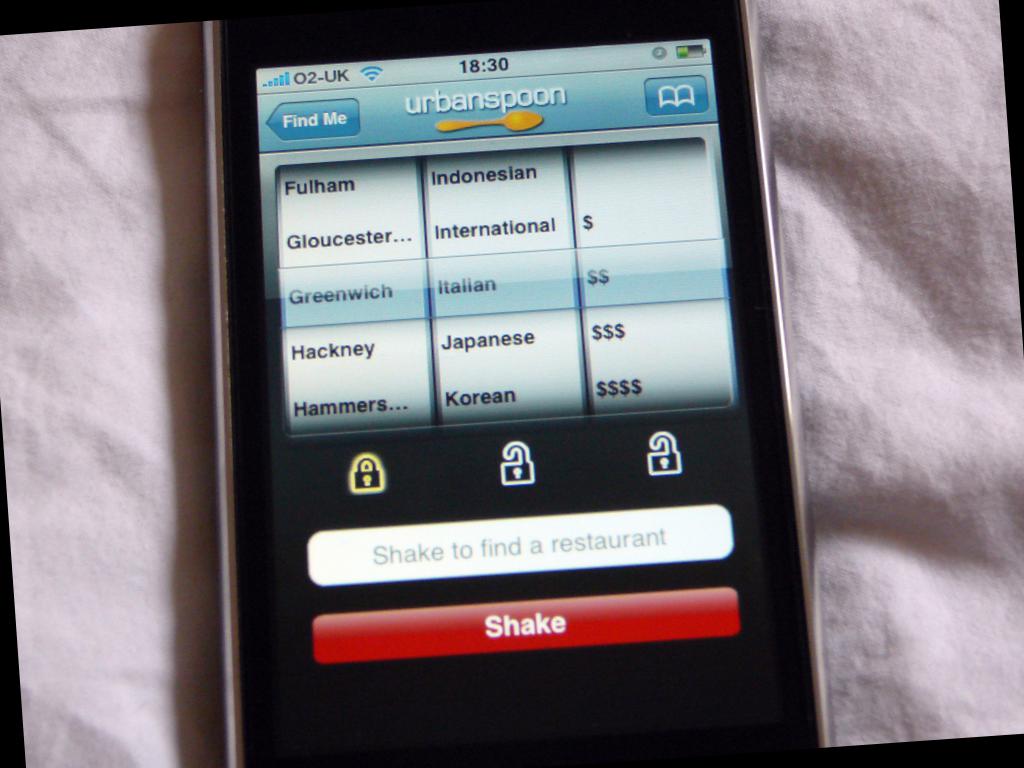 O2-UK 18:30
Find Me urbanspoon
Fulham Indonesian
Gloucester... International $
Greenwich Italian $$
Hackney Japanese $$$
Hammers... Korean $$$$
Shake to find a restaurant
Shake